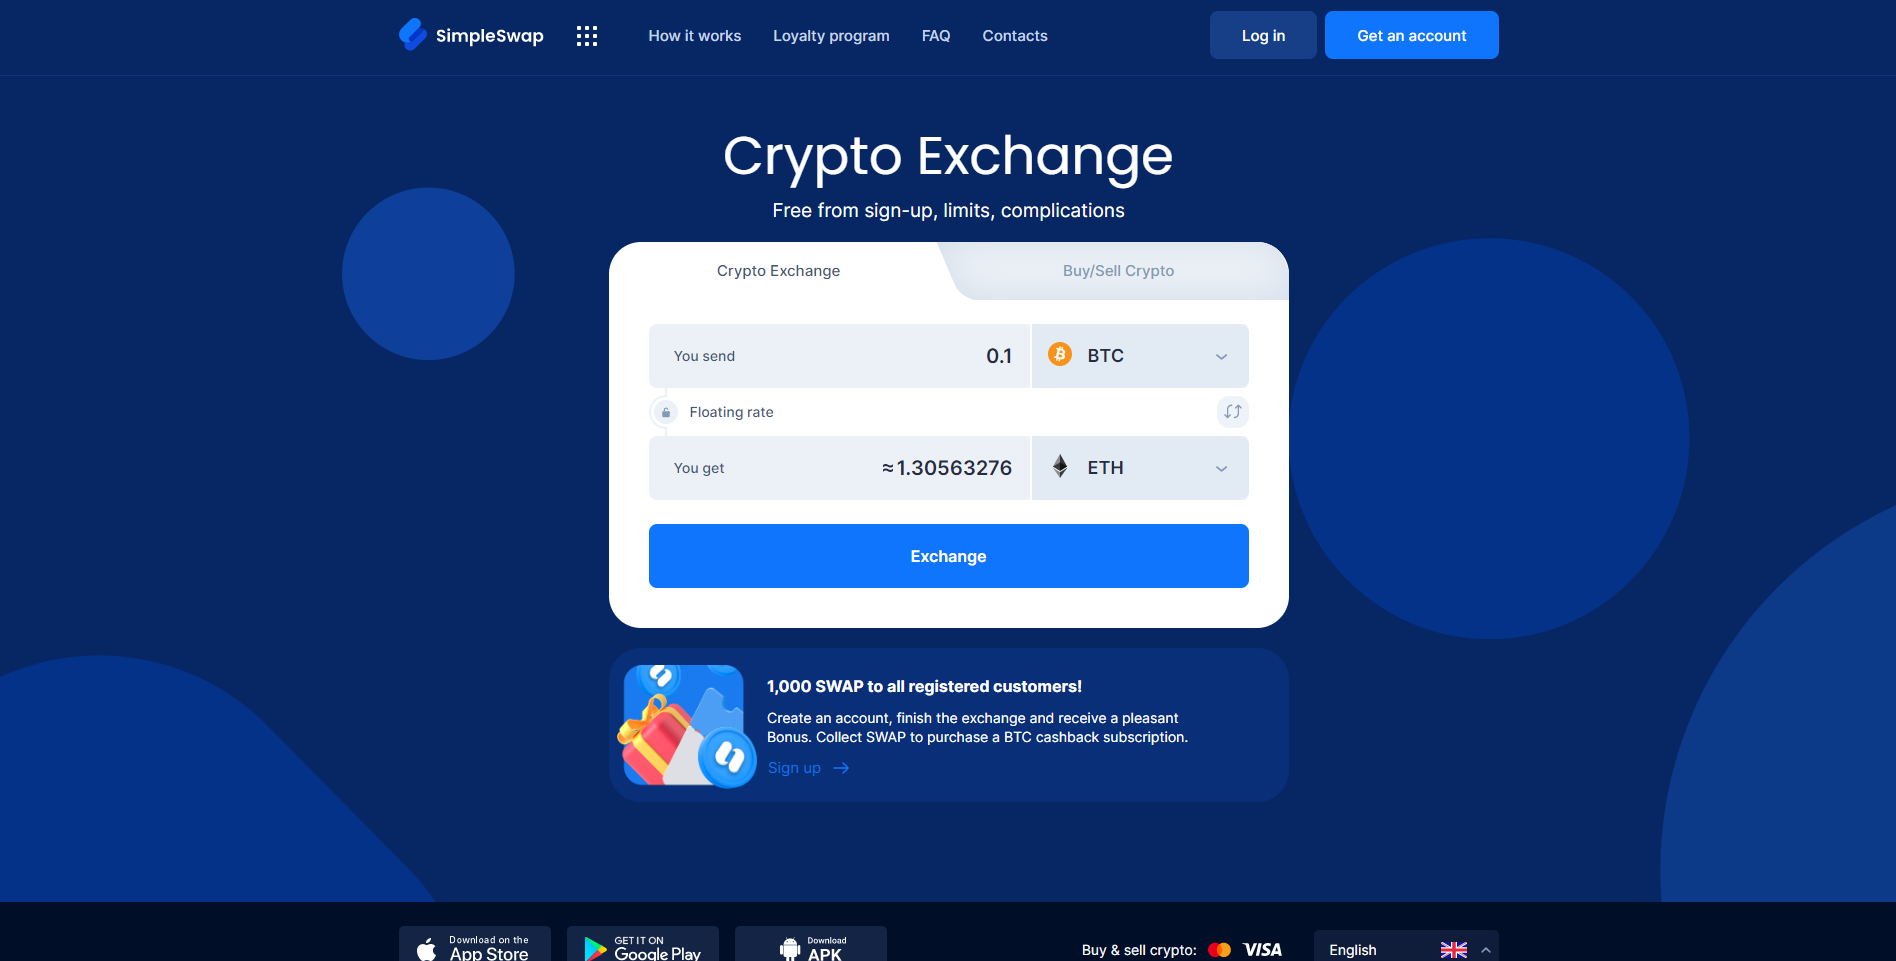 SimpleSwap
How it works
Loyalty program
FAQ
Contacts
Log in
Get an account
Crypto Exchange
Free from sign-up, limits, complications
Crypto Exchange
Buy/Sell Crypto
You send
0.1
BTC
Floating rate
You get
≈1.30563276
ETH
Exchange
1,000 SWAP to all registered customers!
Create an account, finish the exchange and receive a pleasant
Bonus. Collect SWAP to purchase a BTC cashback subscription.
Sign up
Download on the
App Store
GET IT ON
Google Play
Download
APK
Buy & sell crypto:
VISA
English